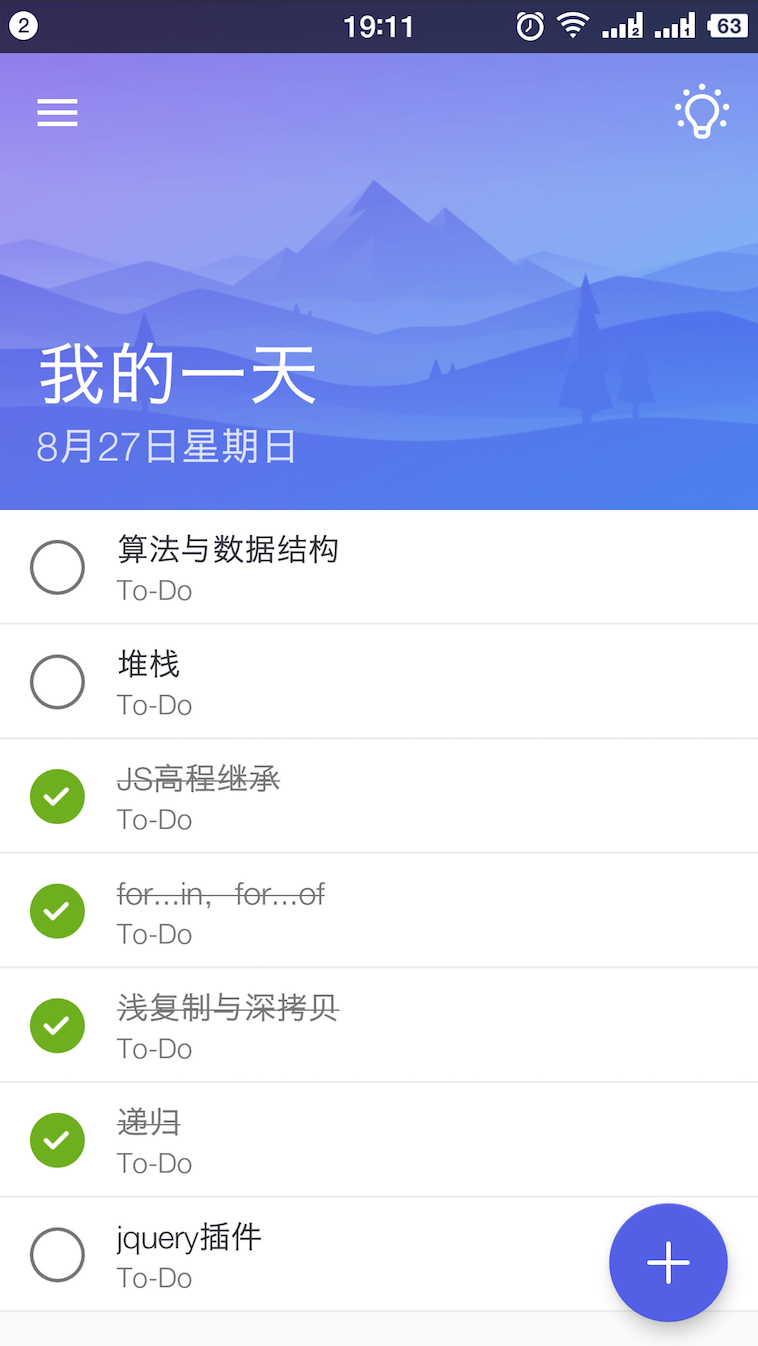 2
19:11
2
1
63
我的一天
8月27日星期日
算法与数据结构
To-Do
堆栈
To-Do
JS高程继承
To-Do
for...in，for...of
To-Do
浅复制与深拷贝
To-Do
递归
To-Do
jquery插件
To-Do